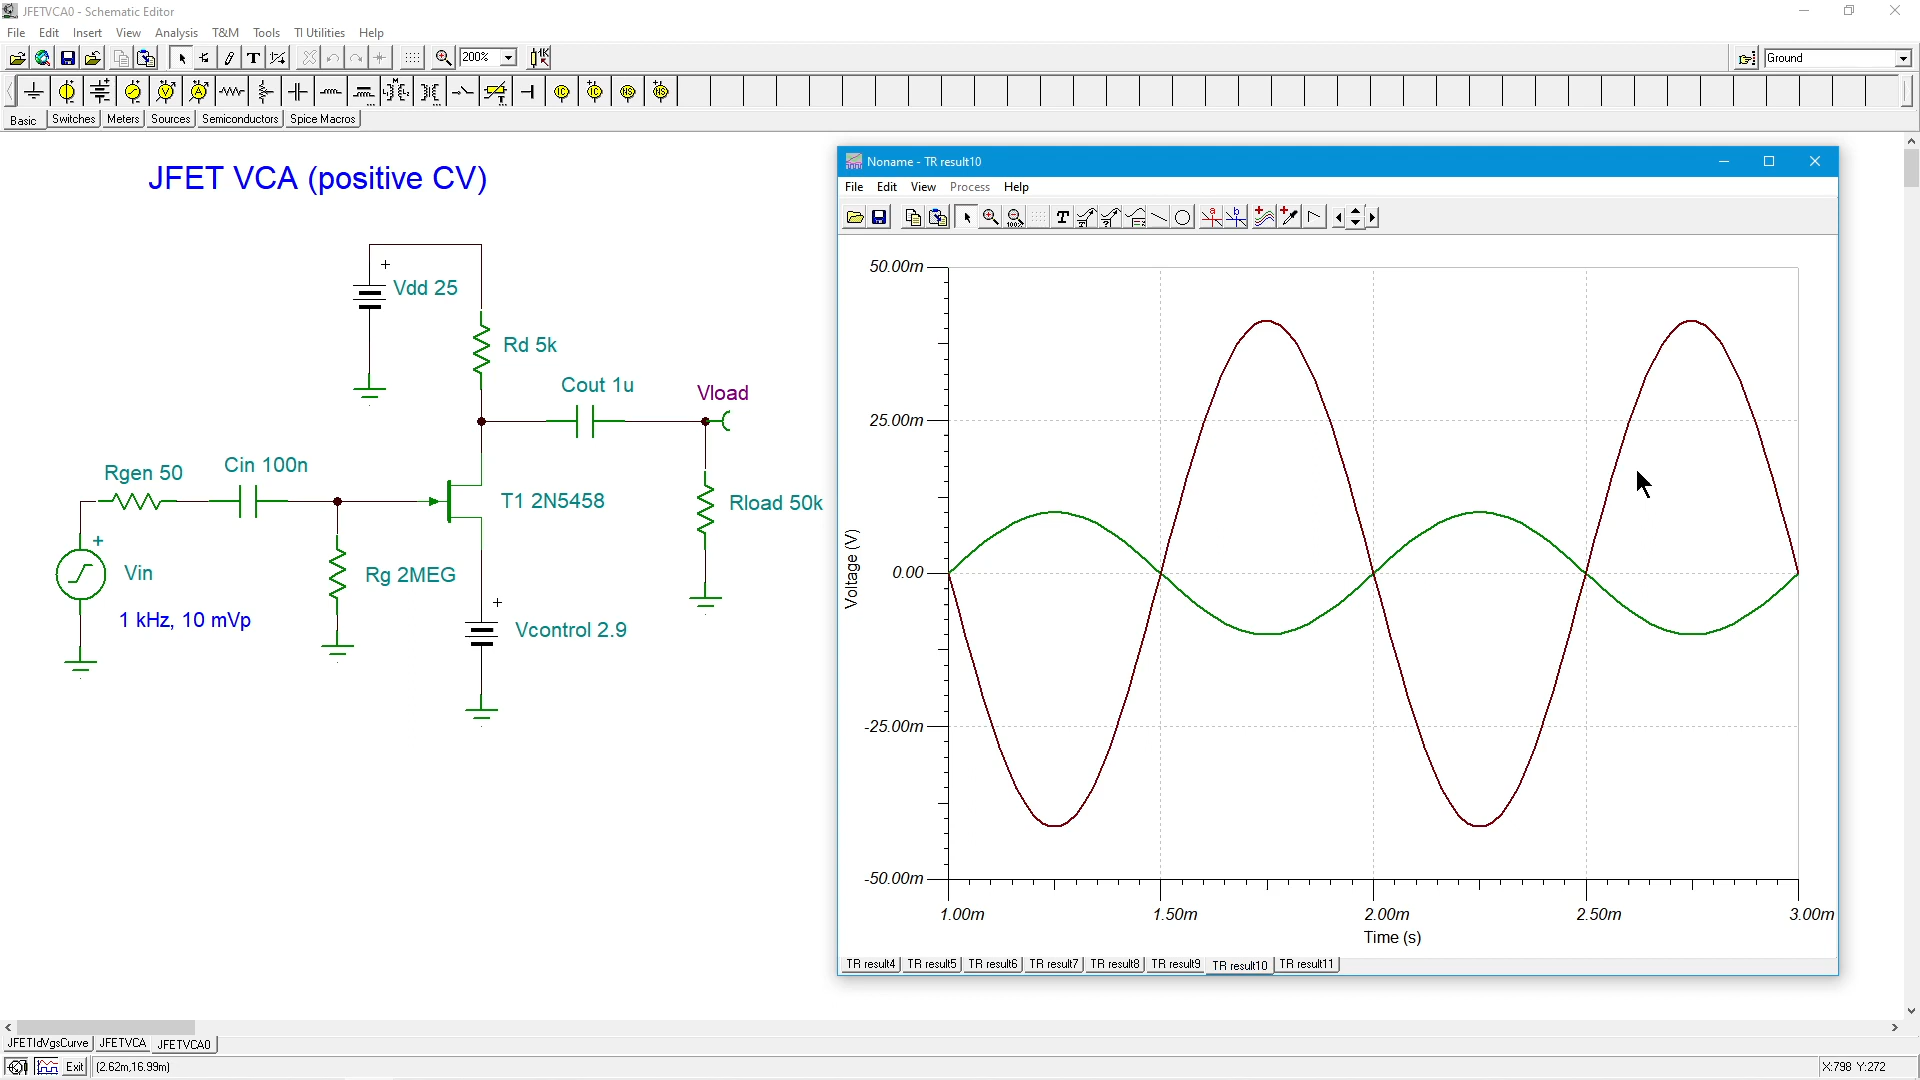 JFETVCA0 - Schematic Editor
File Edit Insert View Analysis T&M Tools TI Utilities Help
200%
1K
Ground
Basic Switches Meters Sources Semiconductors Spice Macros
JFET VCA (positive CV)
+
Vdd 25
Rd 5k
Cout 1u
Vload
Rgen 50
Cin 100n
T1 2N5458
Rload 50k
+
Vin
Rg 2MEG
1 kHz, 10 mVp
+
Vcontrol 2.9
Noname - TR result10
File Edit View Process Help
50.00m
25.00m
0.00
-25.00m
-50.00m
Voltage (V)
1.00m 1.50m 2.00m 2.50m 3.00m
Time (s)
TR result4 TR result5 TR result6 TR result7 TR result8 TR result9 TR result10 TR result11
JFETIdVgsCurve JFETVCA JFETVCA0
Exit (2.62m,16.99m)
X:798 Y:272